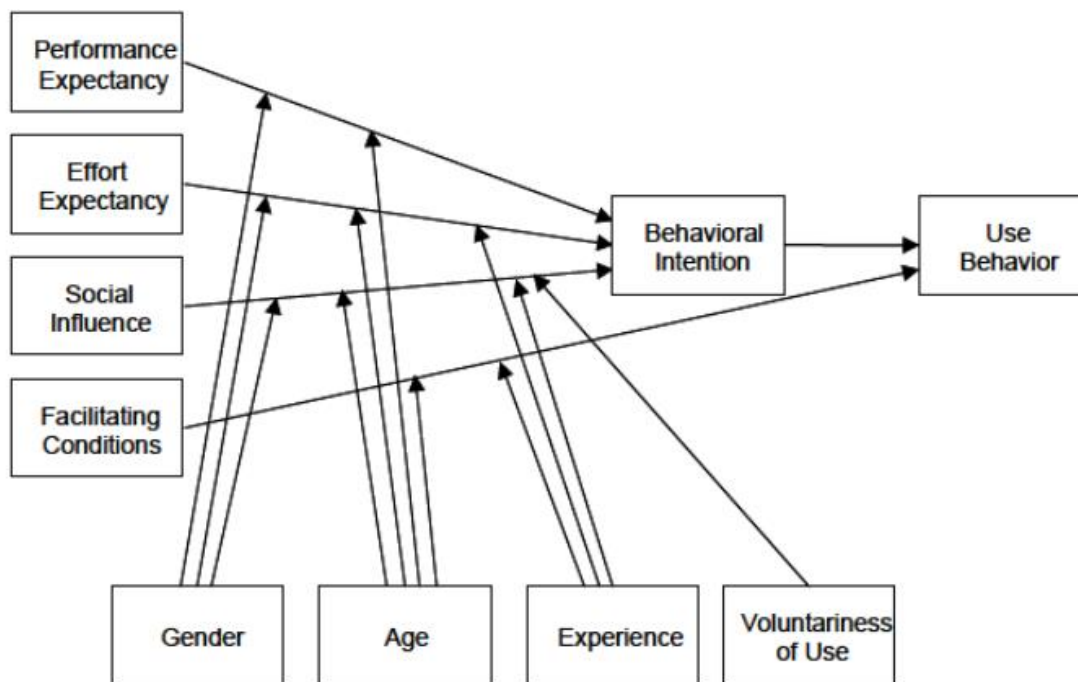 Performance
Expectancy
Effort
Expectancy
Social
Influence
Facilitating
Conditions
Behavioral
Intention
Use
Behavior
Gender
Age
Experience
Voluntariness
of Use